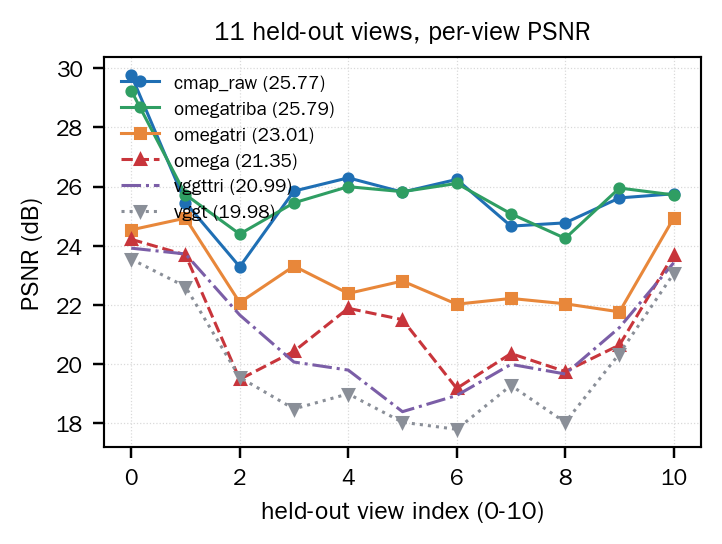 11 held-out views, per-view PSNR
30
28
26
24
22
20
18
PSNR (dB)
cmap_raw (25.77)
omegatriba (25.79)
omegatri (23.01)
omega (21.35)
vggttri (20.99)
vggt (19.98)
0
2
4
6
8
10
held-out view index (0-10)